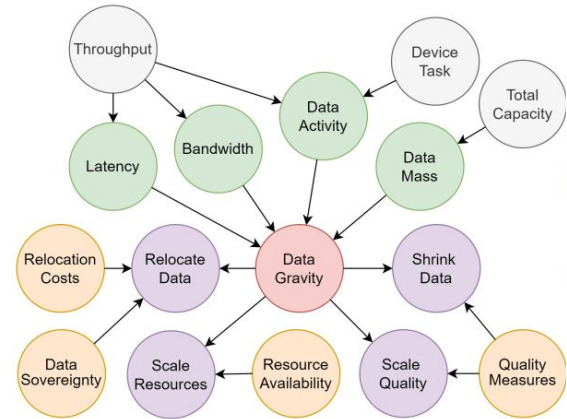 Throughput
Device
Task
Total
Capacity
Data
Activity
Bandwidth
Latency
Data
Mass
Relocation
Costs
Relocate
Data
Data
Gravity
Shrink
Data
Data
Sovereignty
Scale
Resources
Resource
Availability
Scale
Quality
Quality
Measures